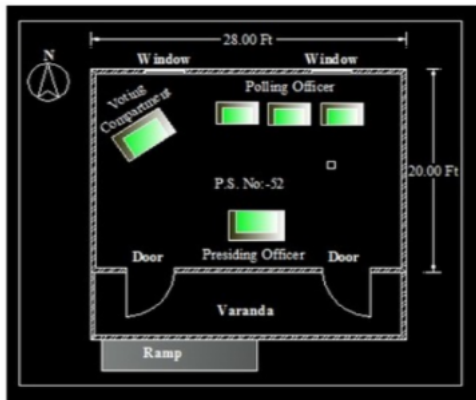 28.00 Ft
N
Window
Window
Voting
Compartment
Polling Officer
20.00 Ft
P.S. No:-52
Door
Presiding Officer
Door
Varanda
Ramp